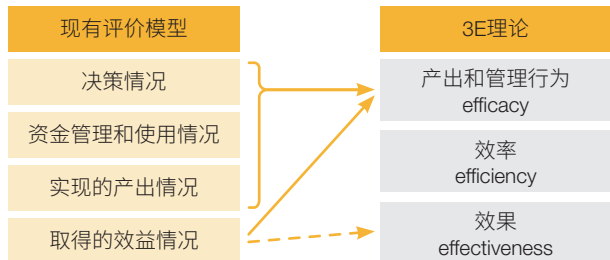 现有评价模型
决策情况
资金管理和使用情况
实现的产出情况
取得的效益情况
3E理论
产出和管理行为
efficacy
效率
efficiency
效果
effectiveness